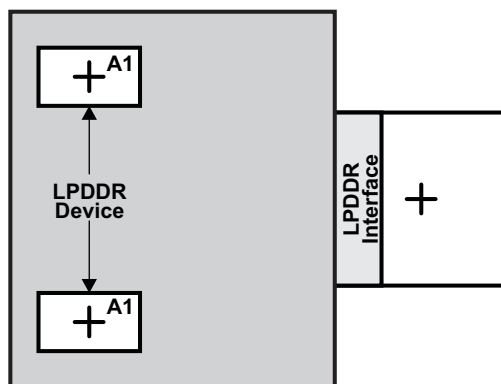 A1
LPDDR
Device
A1
LPDDR
Interface